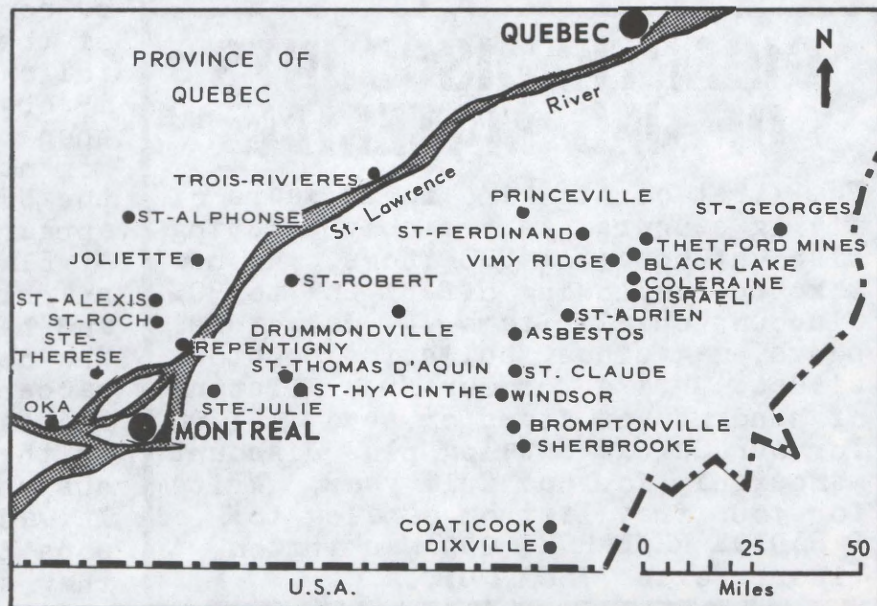 QUEBEC
N
PROVINCE OF
QUEBEC
River
TROIS-RIVIERES
St. Lawrence
PRINCEVILLE
ST-GEORGES
ST-ALPHONSE
ST-FERDINAND
THETFORD MINES
JOLIETTE
VIMY RIDGE
BLACK LAKE
ST-ROBERT
COLERAINE
ST-ALEXIS
DISRAELI
ST-ROCH
ST-ADRIEN
STE-
THERESE
DRUMMONDVILLE
ASBESTOS
REPENTIGNY
ST-THOMAS D'AQUIN
ST. CLAUDE
OKA
STE-JULIE
ST-HYACINTHE
WINDSOR
MONTREAL
BROMPTONVILLE
SHERBROOKE
COATICOOK
DIXVILLE
0 25 50
U.S.A.
Miles